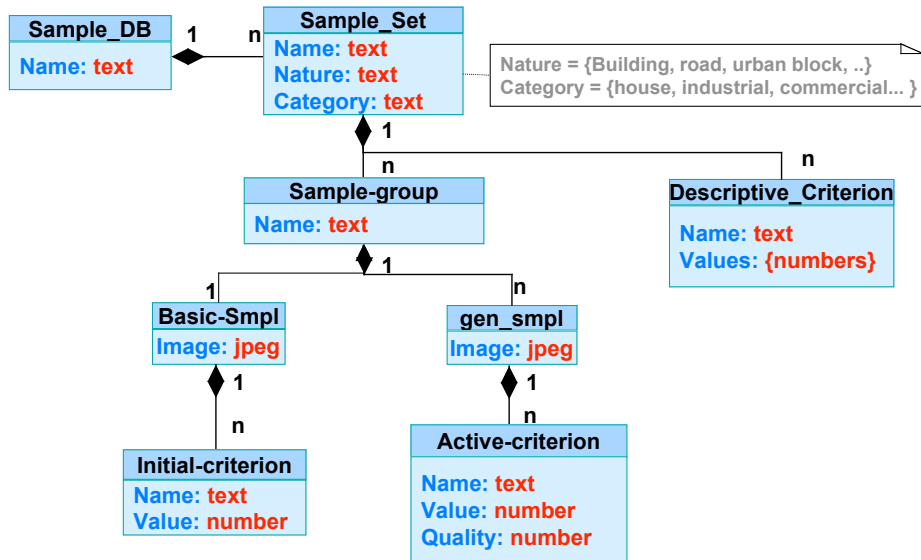 Sample_DB
Name: text
1
n
Sample_Set
Name: text
Nature: text
Category: text
Nature = {Building, road, urban block, ..}
Category = {house, industrial, commercial... }
1
n
n
Sample-group
Name: text
Descriptive_Criterion
Name: text
Values: {numbers}
1
1
n
Basic-Smpl
Image: jpeg
gen_smpl
Image: jpeg
1
1
n
n
Initial-criterion
Name: text
Value: number
Active-criterion
Name: text
Value: number
Quality: number